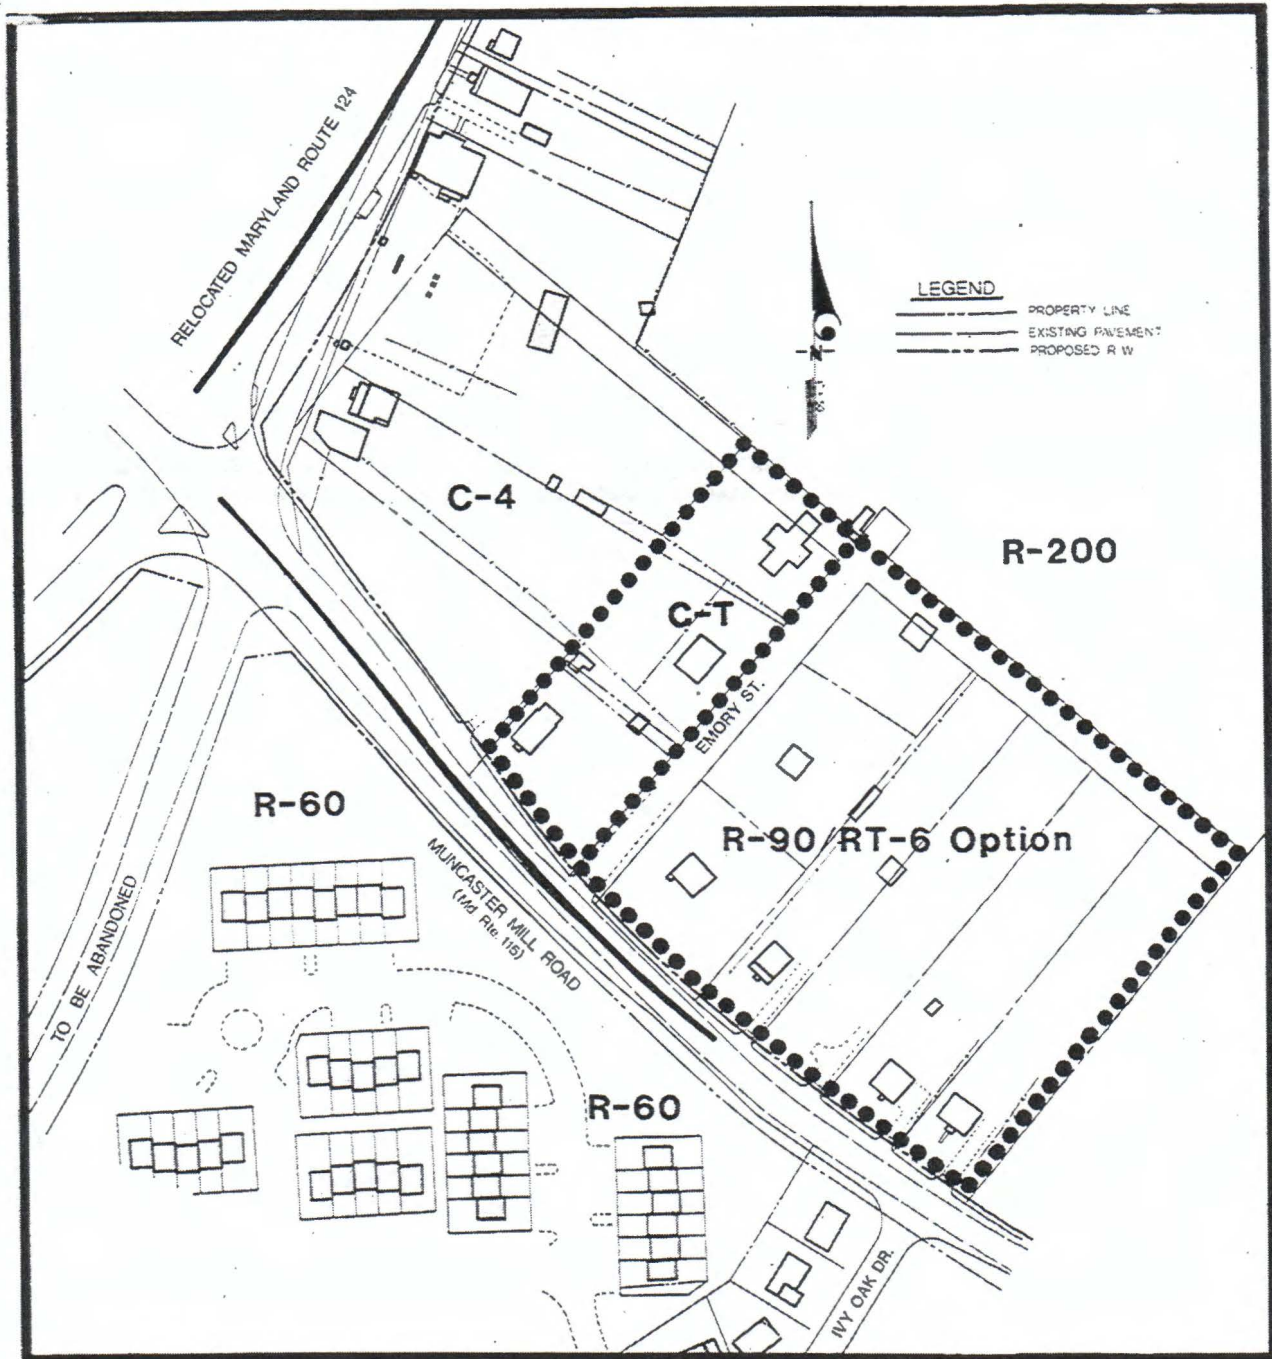 RELOCATED MARYLAND ROUTE 124
LEGEND
PROPERTY LINE
EXISTING PAVEMENT
PROPOSED R W
N
C-4
R-200
C-T
EMORY ST.
R-60
R-90/RT-6 Option
MUNCASTER MILL ROAD
(Md. Rte. 115)
TO BE ABANDONED
R-60
IVY OAK DR.